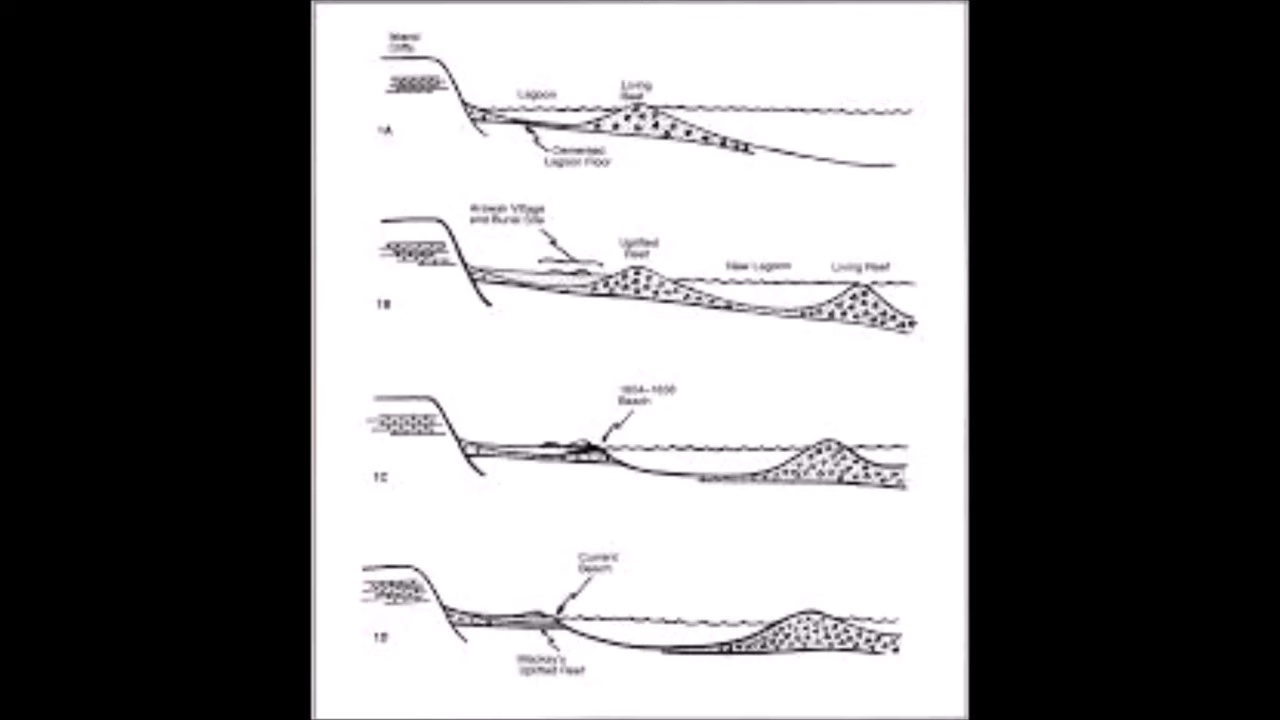 Island
Cliffs
Living
Reef
Lagoon
1A
Cemented
Lagoon Floor
Arawak Village
and Burial Site
Uplifted
Reef
New Lagoon
Living Reef
1B
Beach
1C
Current
Beach
1D
Uplifted Reef